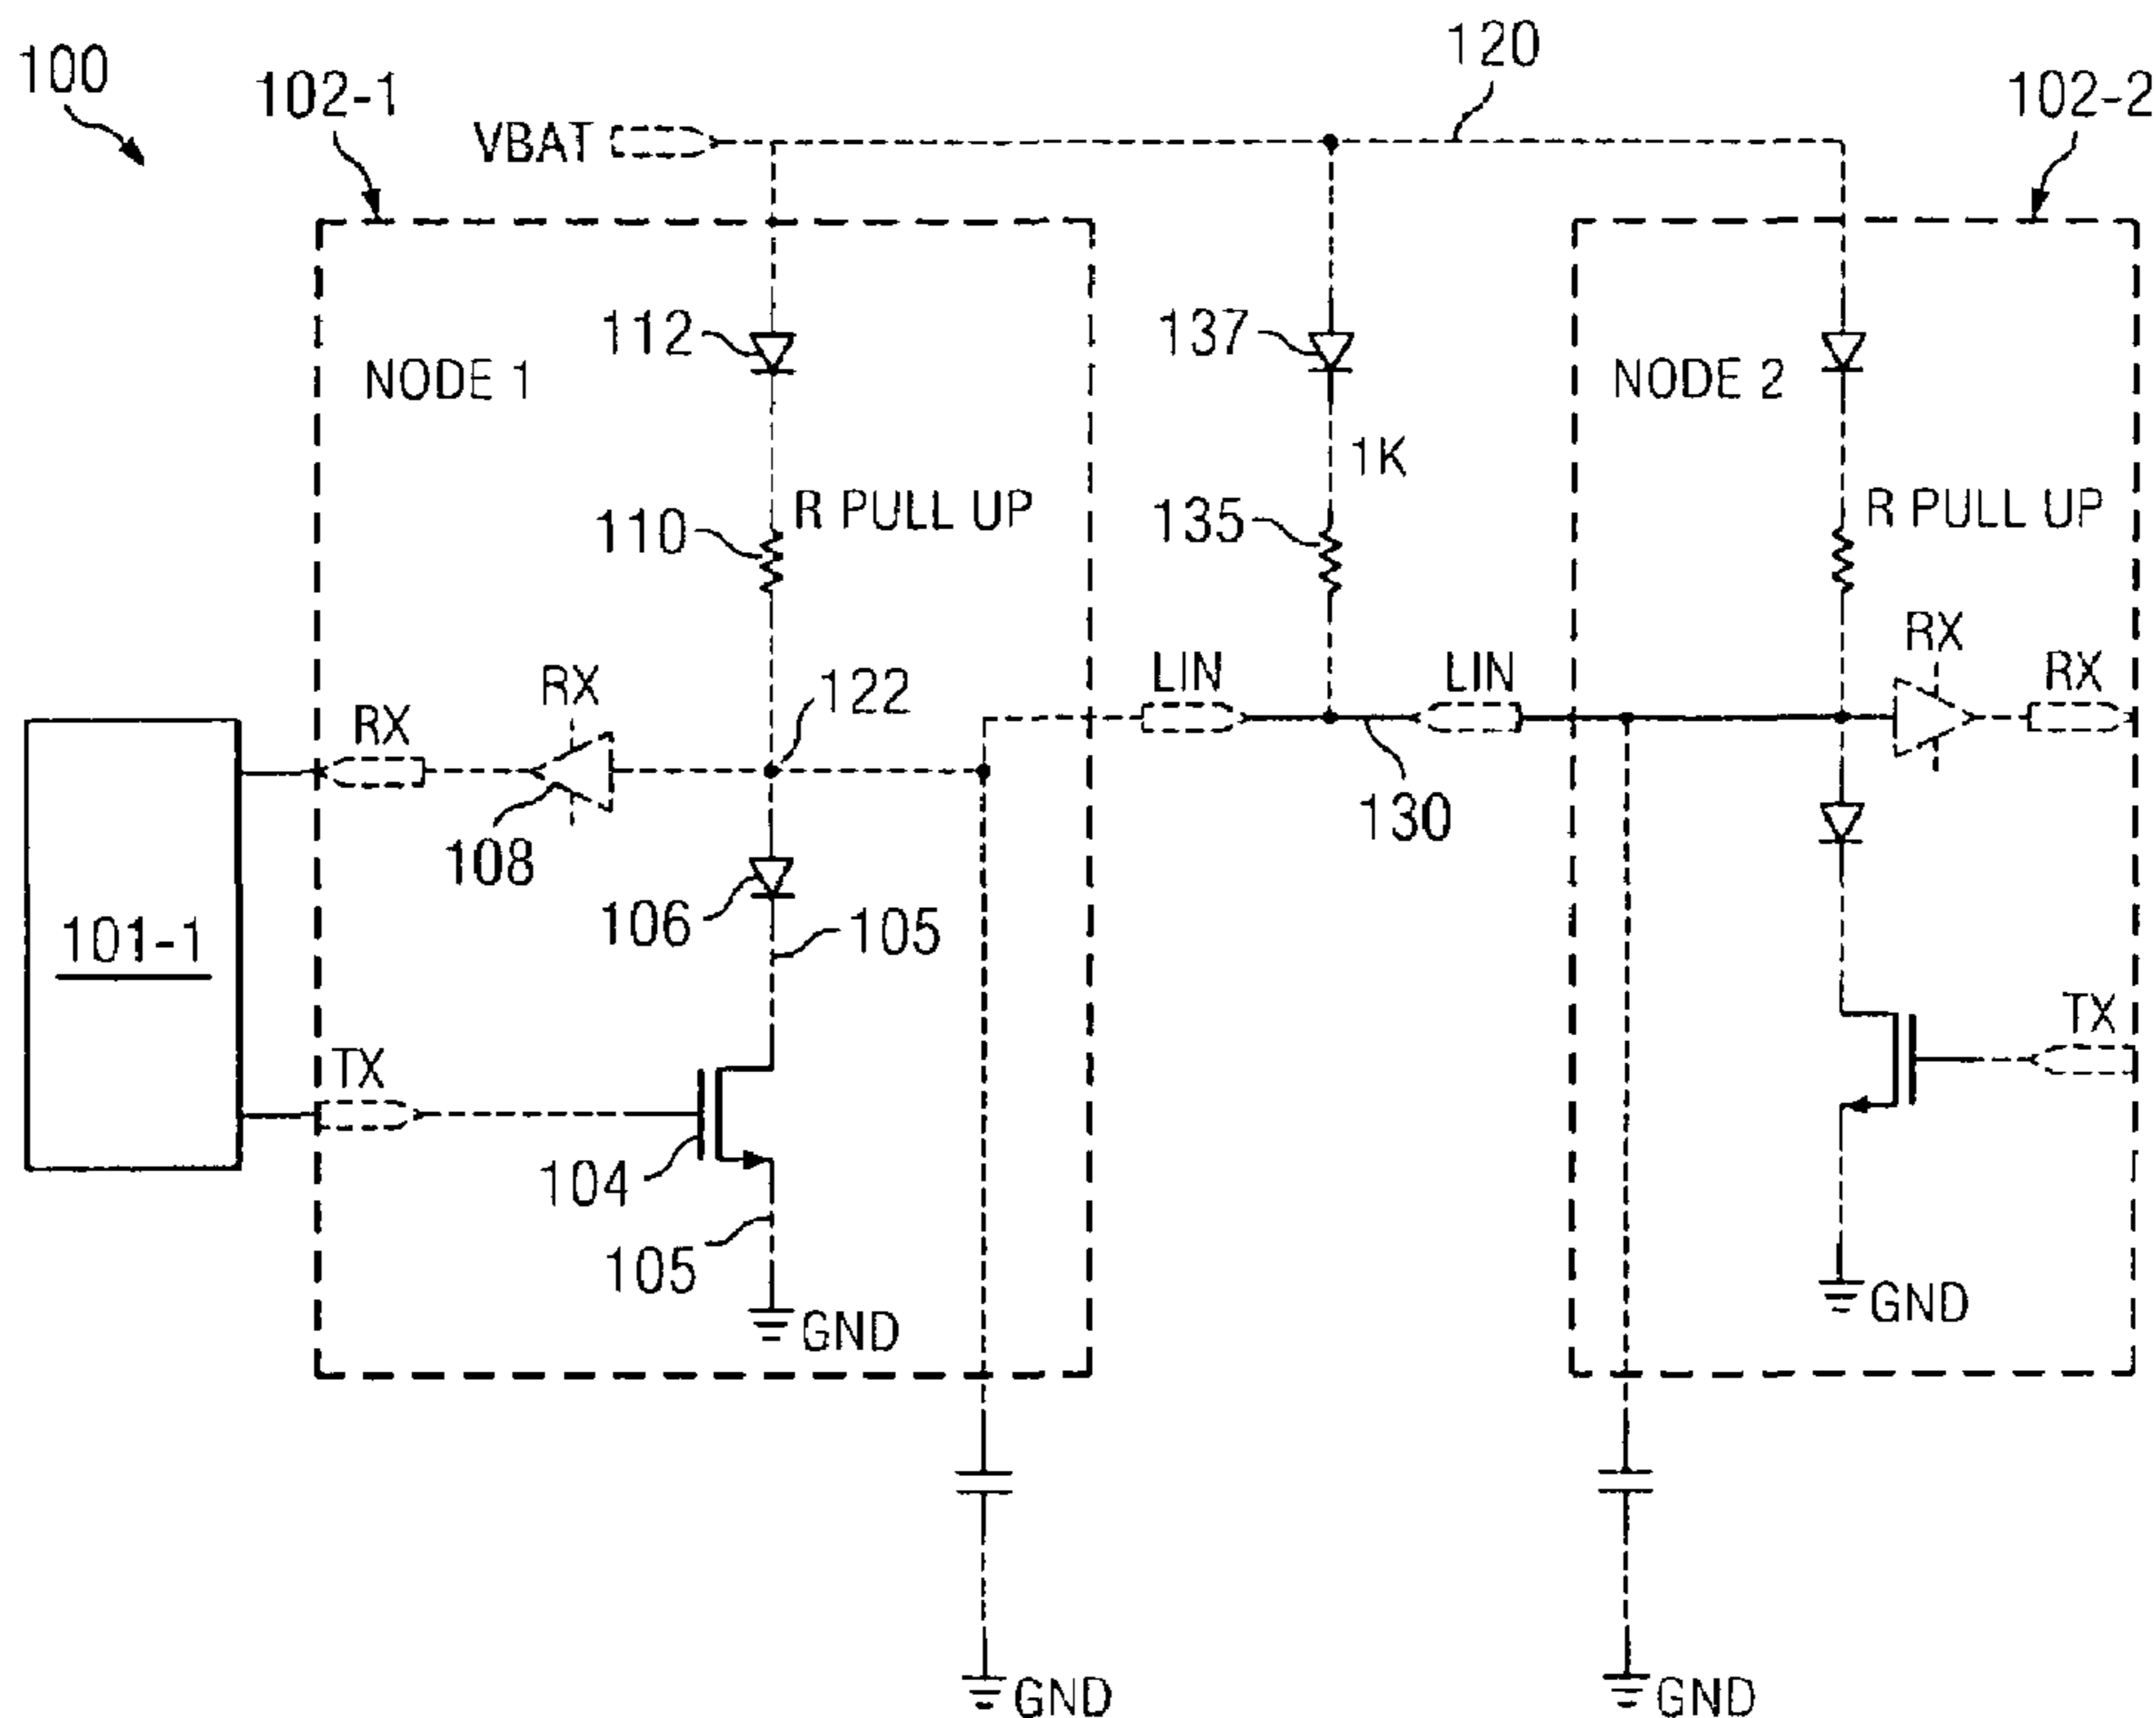 100
102-1
VBAT
120
102-2
112
NODE 1
137
NODE 2
1K
110
R PULL UP
135
R PULL UP
RX
RX
122
LIN
LIN
RX
RX
108
130
101-1
106
105
TX
TX
104
105
GND
GND
GND
GND